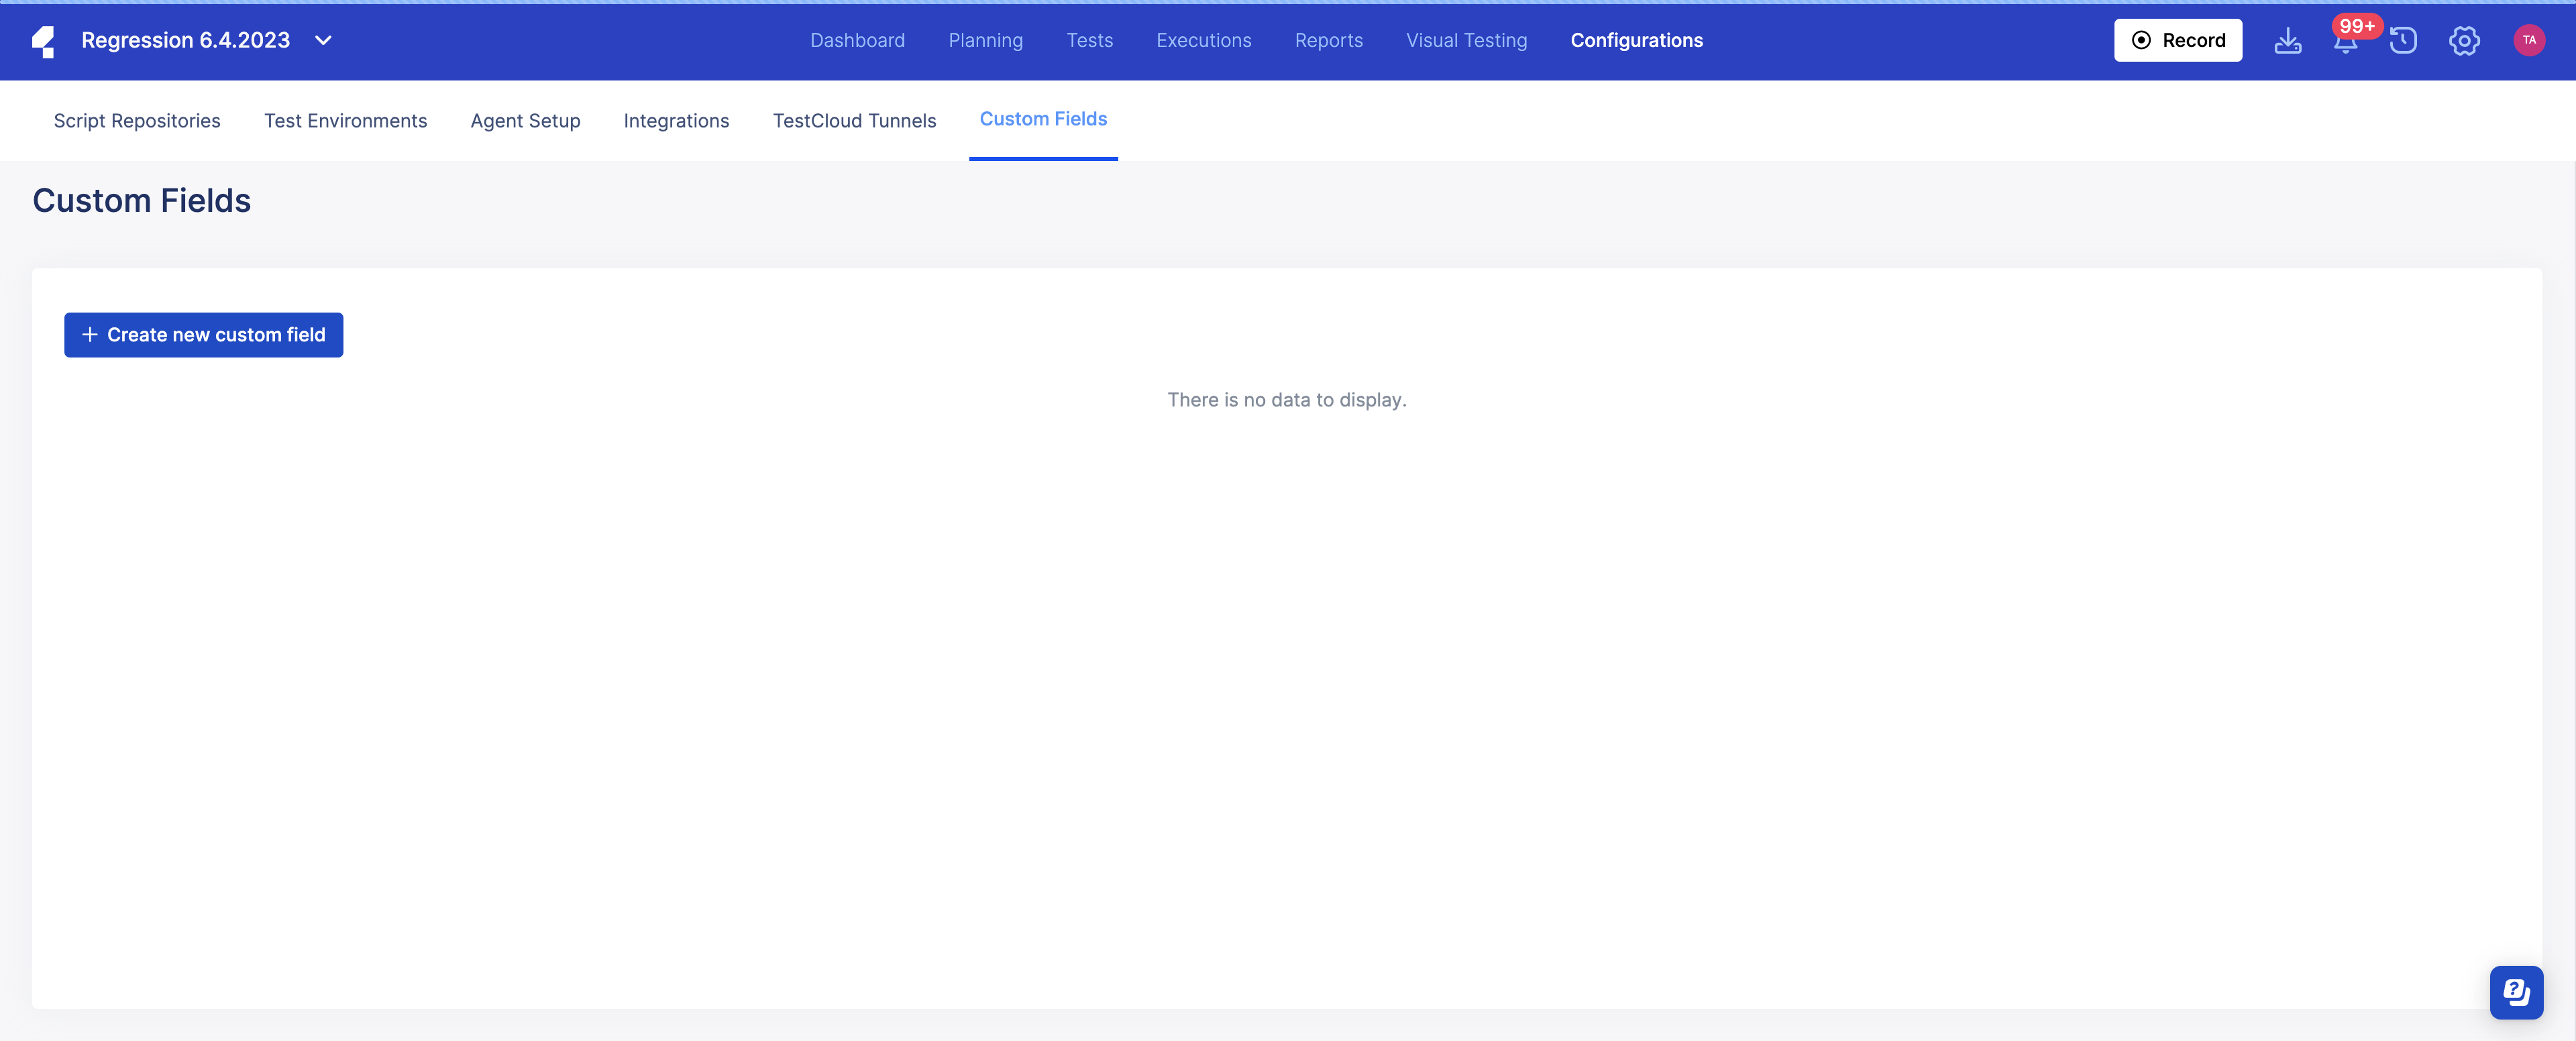 Regression 6.4.2023
Dashboard Planning Tests Executions Reports Visual Testing Configurations
Record
99+
TA
Script Repositories Test Environments Agent Setup Integrations TestCloud Tunnels Custom Fields
Custom Fields
+ Create new custom field
There is no data to display.
?